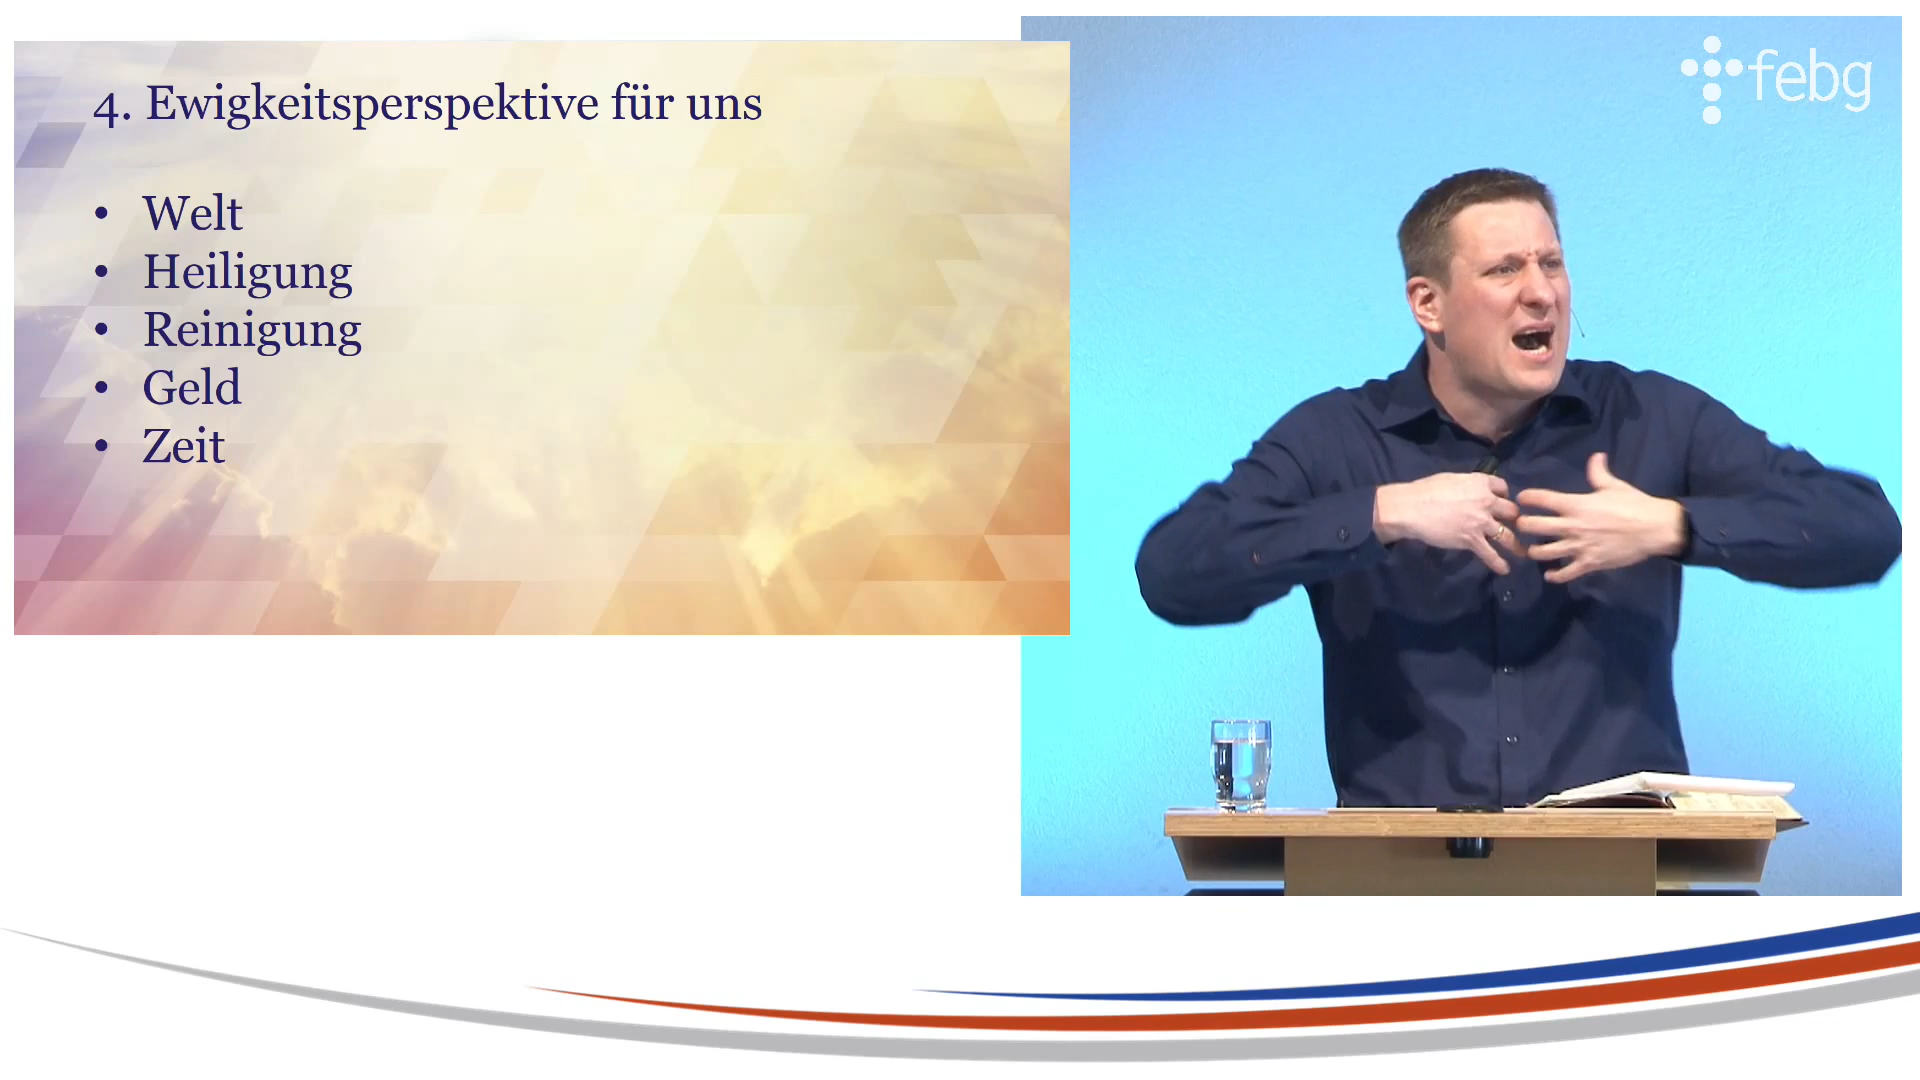 4. Ewigkeitsperspektive für uns
• Welt
• Heiligung
• Reinigung
• Geld
• Zeit
febg